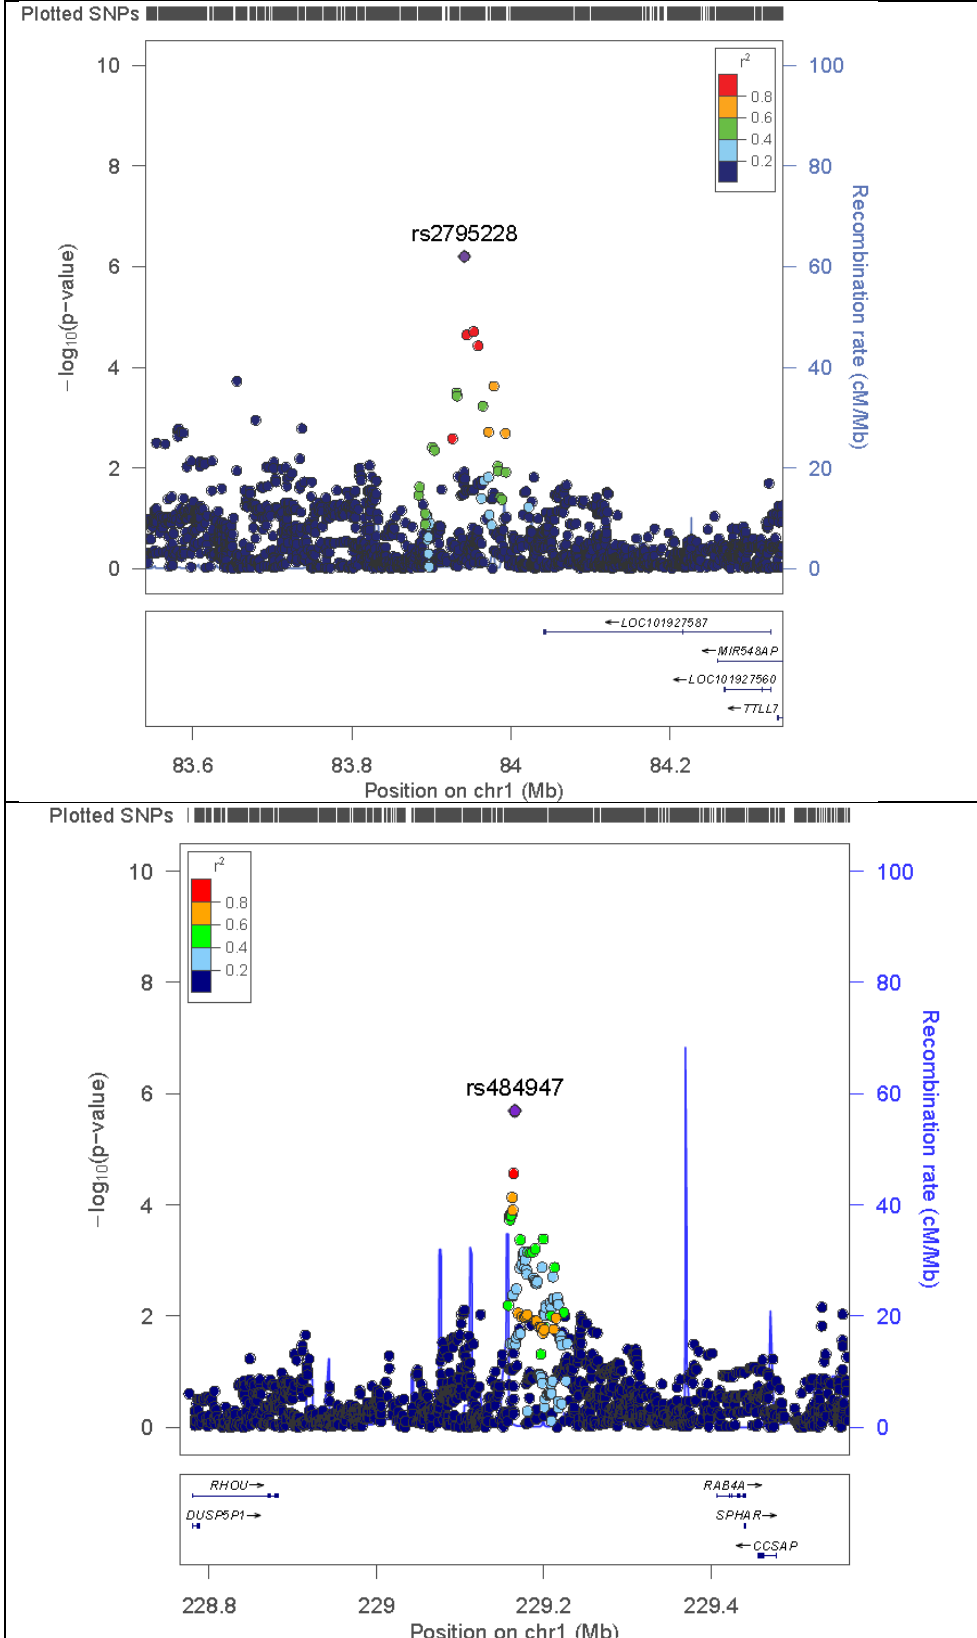 Plotted SNPs
10
8
6
4
2
0
−log10(p−value)
r2
0.8
0.6
0.4
0.2
100
80
60
40
20
0
Recombination rate (cM/Mb)
rs2795228
←LOC101927587
←MIR548AP
←LOC101927560
←TTLL7
83.6 83.8 84 84.2
Position on chr1 (Mb)
Plotted SNPs
10
8
6
4
2
0
−log10(p−value)
r2
0.8
0.6
0.4
0.2
100
80
60
40
20
0
Recombination rate (cM/Mb)
rs484947
RHOU→ RAB4A→
DUSP5P1→ SPHAR→
←CCSAP
228.8 229 229.2 229.4
Position on chr1 (Mb)